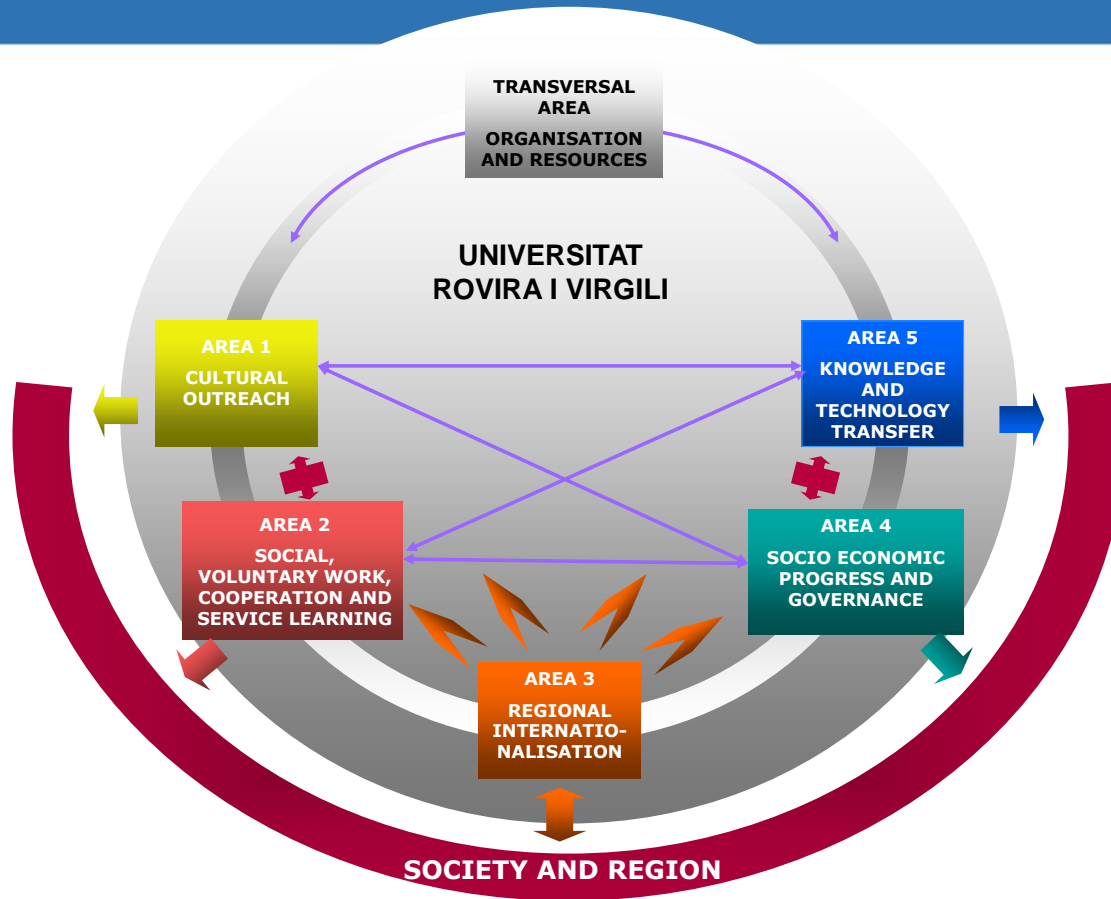 TRANSVERSAL
AREA
ORGANISATION
AND RESOURCES
UNIVERSITAT
ROVIRA I VIRGILI
AREA 1
CULTURAL
OUTREACH
AREA 5
KNOWLEDGE
AND
TECHNOLOGY
TRANSFER
AREA 2
SOCIAL,
VOLUNTARY WORK,
COOPERATION AND
SERVICE LEARNING
AREA 4
SOCIO ECONOMIC
PROGRESS AND
GOVERNANCE
AREA 3
REGIONAL
INTERNATIO-
NALISATION
SOCIETY AND REGION